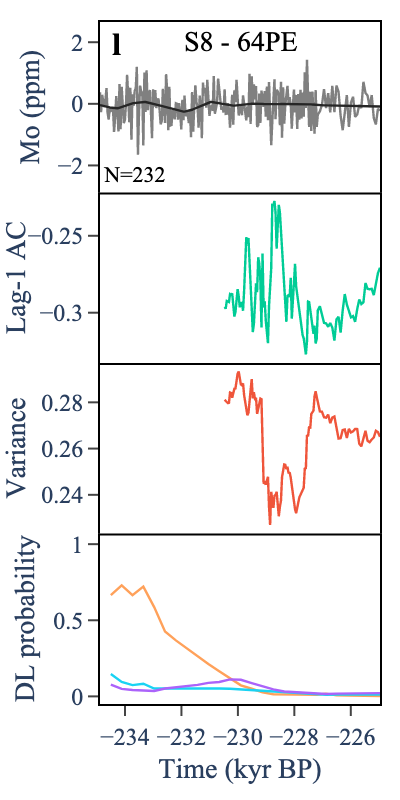 l S8 - 64PE
Mo (ppm)
2
0
−2
N=232
Lag-1 AC
−0.25
−0.3
Variance
0.28
0.26
0.24
DL probability
1
0.5
0
−234 −232 −230 −228 −226
Time (kyr BP)